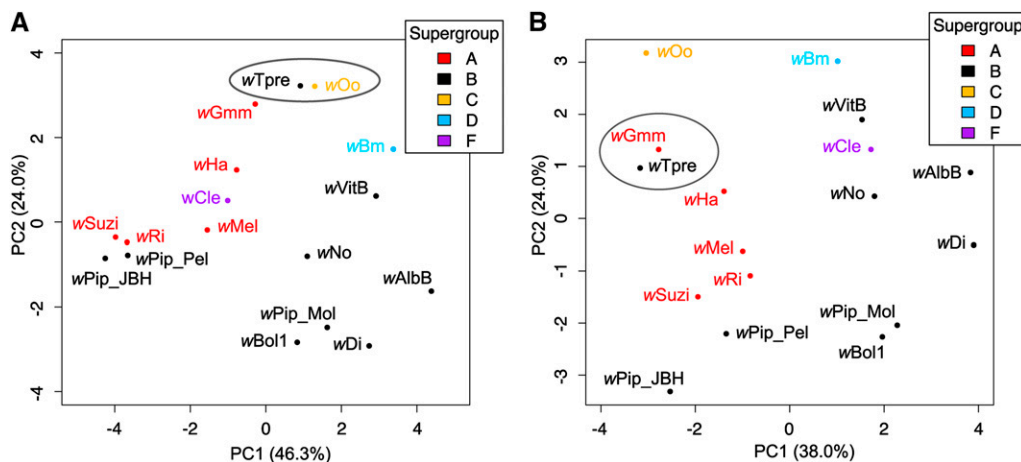 A
Supergroup
A
B
C
D
F
wTpre
wOo
wGmm
wBm
wHa
wVitB
wCle
wSuzi
wRi
wMel
wPip_JBH
wPip_Pel
wNo
wAlbB
wPip_Mol
wBol1
wDi
PC2 (24.0%)
4
2
0
-2
-4
-4
-2
0
2
4
PC1 (46.3%)
B
Supergroup
A
B
C
D
F
wOo
wBm
wVitB
wGmm
wCle
wTpre
wAlbB
wHa
wNo
wMel
wDi
wRi
wSuzi
wPip_Mol
wPip_Pel
wBol1
wPip_JBH
PC2 (24.0%)
3
2
1
0
-1
-2
-3
-4
-2
0
2
4
PC1 (38.0%)